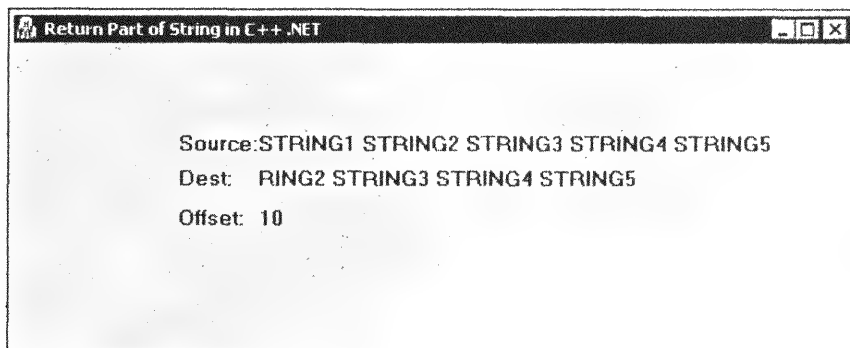 Return Part of String in C++ .NET
Source:STRING1 STRING2 STRING3 STRING4 STRING5
Dest: RING2 STRING3 STRING4 STRING5
Offset: 10